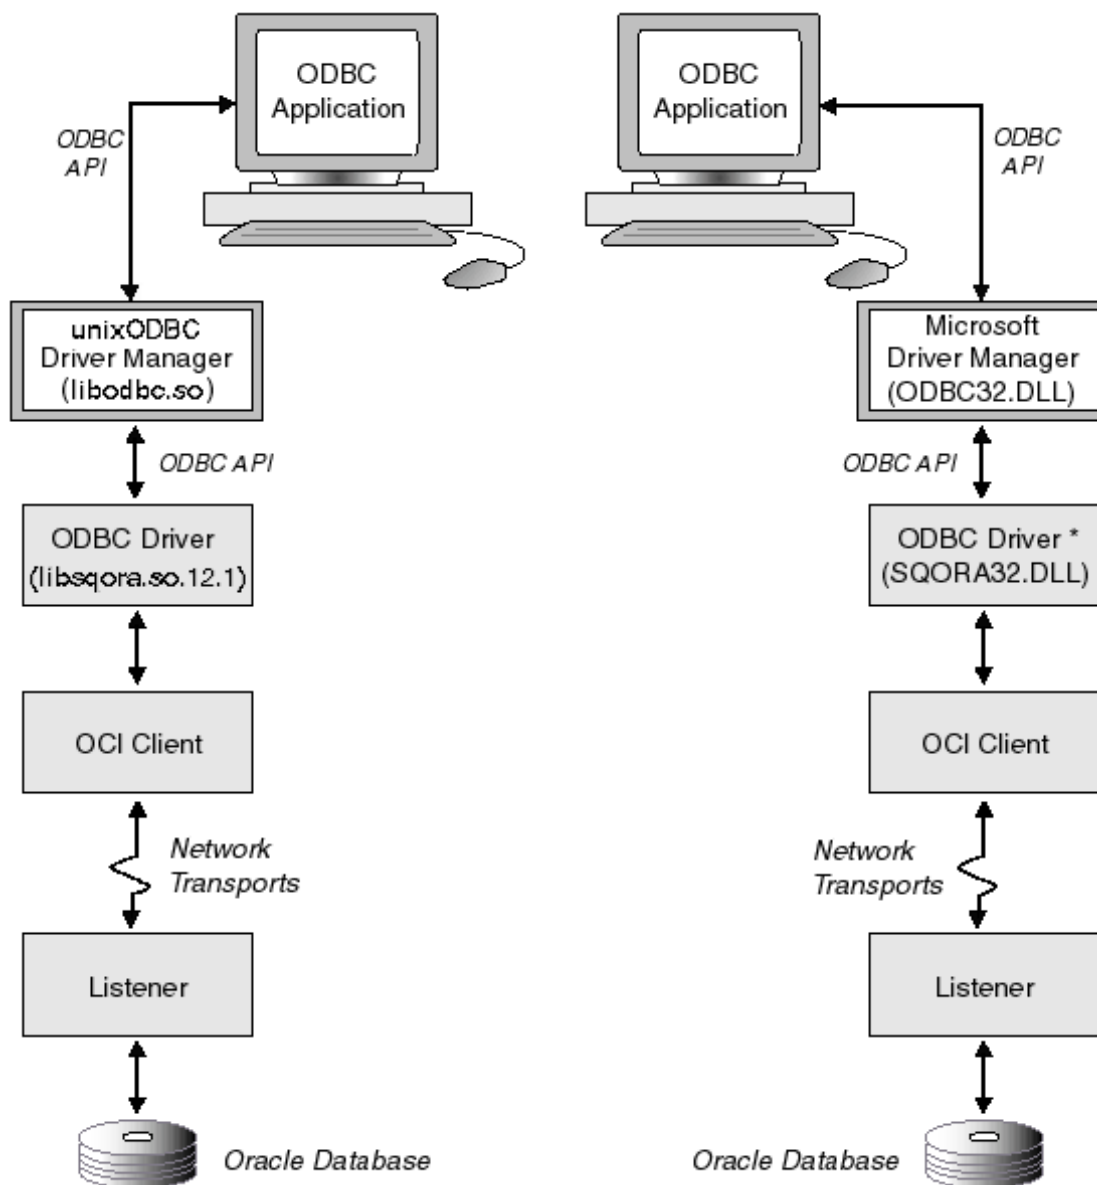 ODBC
Application
ODBC
API
unixODBC
Driver Manager
(libodbc.so)
ODBC API
ODBC Driver
(libsqora.so.12.1)
OCI Client
Network
Transports
Listener
Oracle Database
ODBC
Application
ODBC
API
Microsoft
Driver Manager
(ODBC32.DLL)
ODBC API
ODBC Driver *
(SQORA32.DLL)
OCI Client
Network
Transports
Listener
Oracle Database